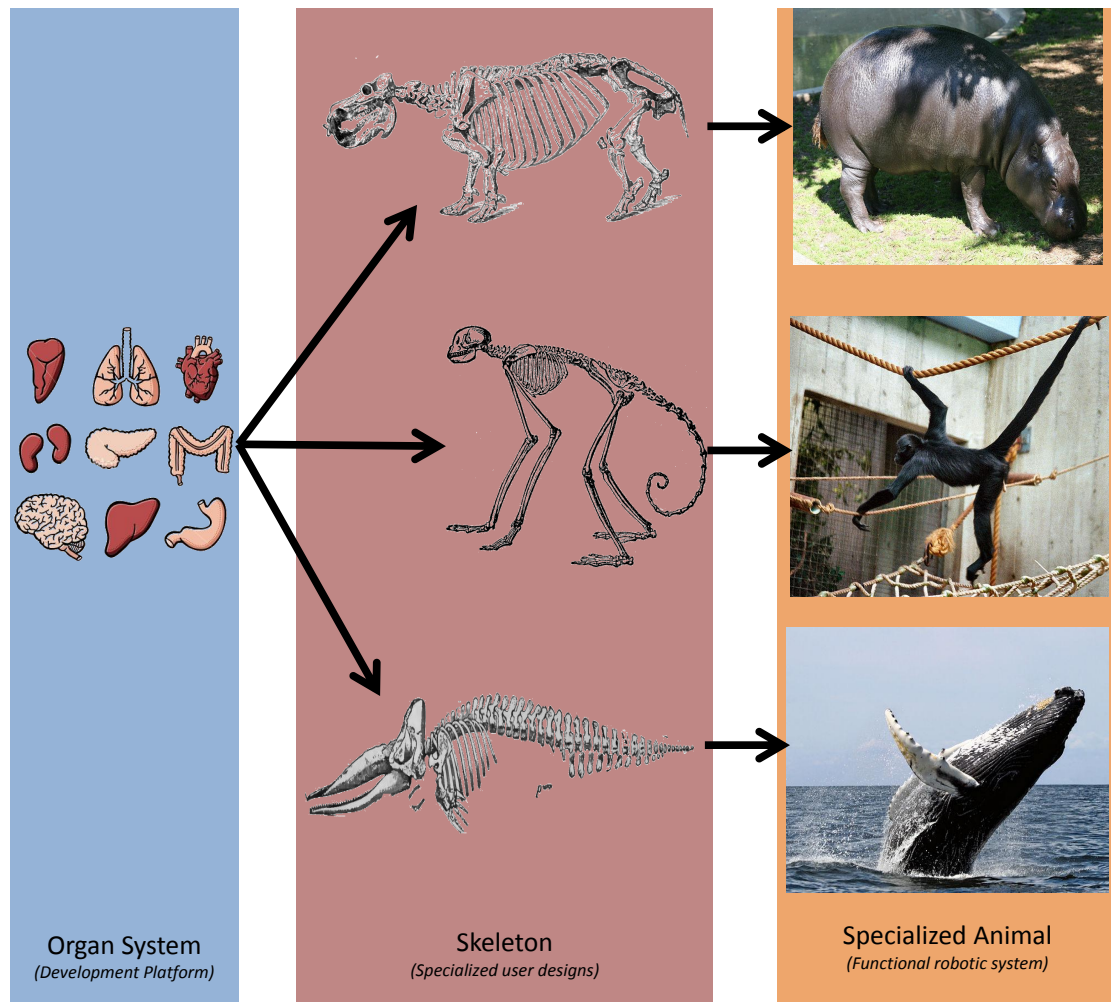 Organ System
(Development Platform)
Skeleton
(Specialized user designs)
Specialized Animal
(Functional robotic system)